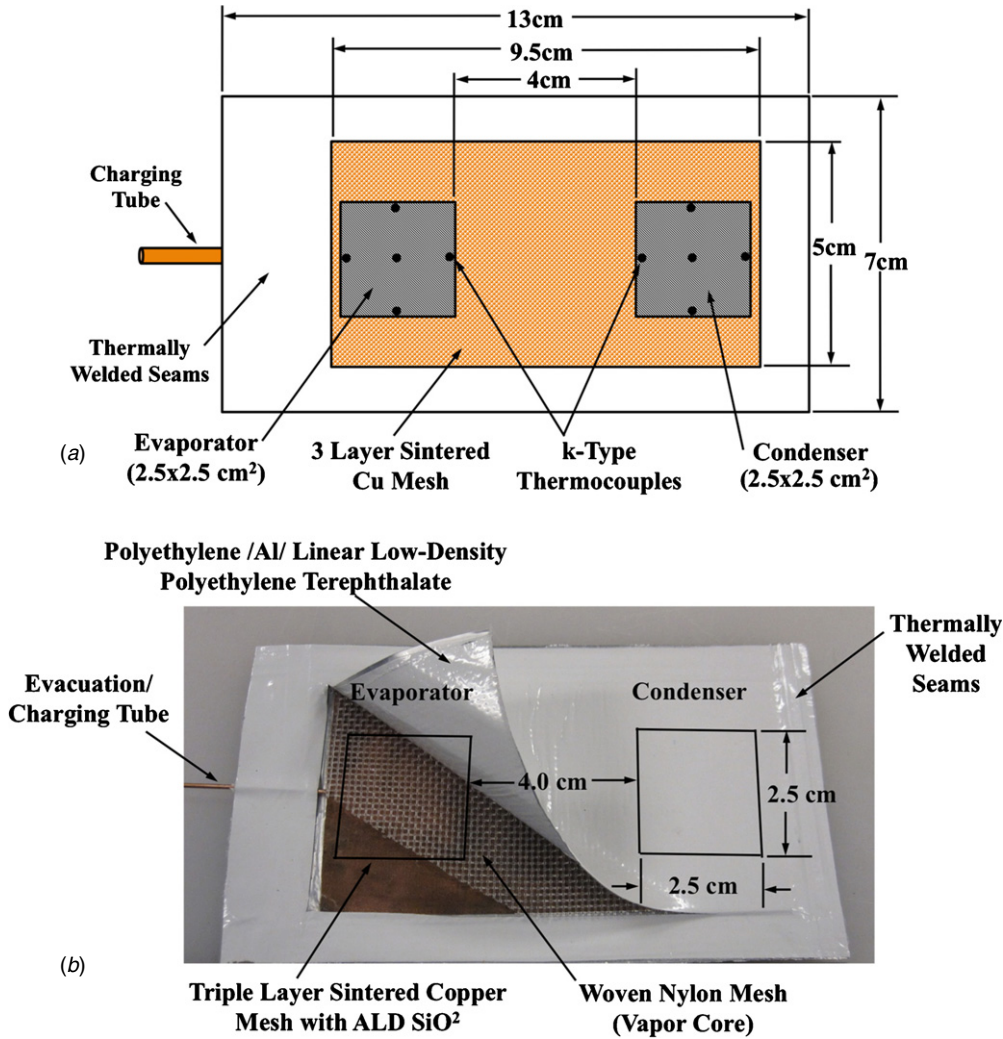 13cm
9.5cm
4cm
Charging
Tube
5cm
7cm
Thermally
Welded Seams
Evaporator
(2.5x2.5 cm²)
3 Layer Sintered
Cu Mesh
k-Type
Thermocouples
Condenser
(2.5x2.5 cm²)
(a)
Polyethylene /Al/ Linear Low-Density
Polyethylene Terephthalate
Thermally
Welded
Seams
Evacuation/
Charging Tube
Evaporator
Condenser
4.0 cm
2.5 cm
2.5 cm
(b)
Triple Layer Sintered Copper
Mesh with ALD SiO²
Woven Nylon Mesh
(Vapor Core)